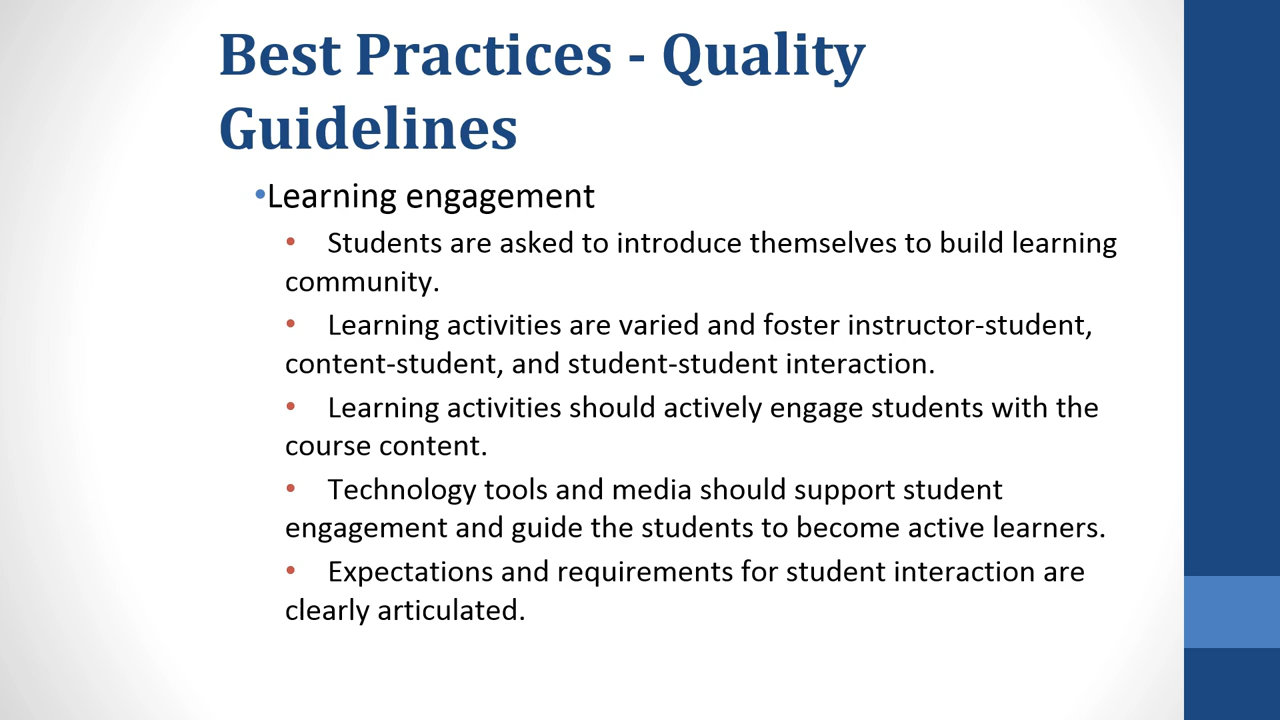 Best Practices - Quality
Guidelines
•Learning engagement
• Students are asked to introduce themselves to build learning
community.
• Learning activities are varied and foster instructor-student,
content-student, and student-student interaction.
• Learning activities should actively engage students with the
course content.
• Technology tools and media should support student
engagement and guide the students to become active learners.
• Expectations and requirements for student interaction are
clearly articulated.